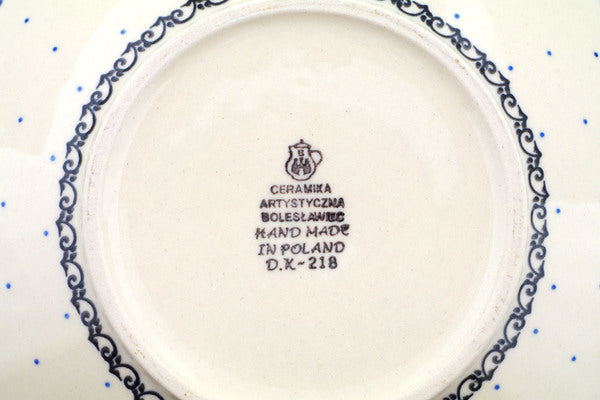 CERAMIKA
ARTYSTYCZNA
BOLESŁAWIEC
HAND MADE
IN POLAND
D.K-218